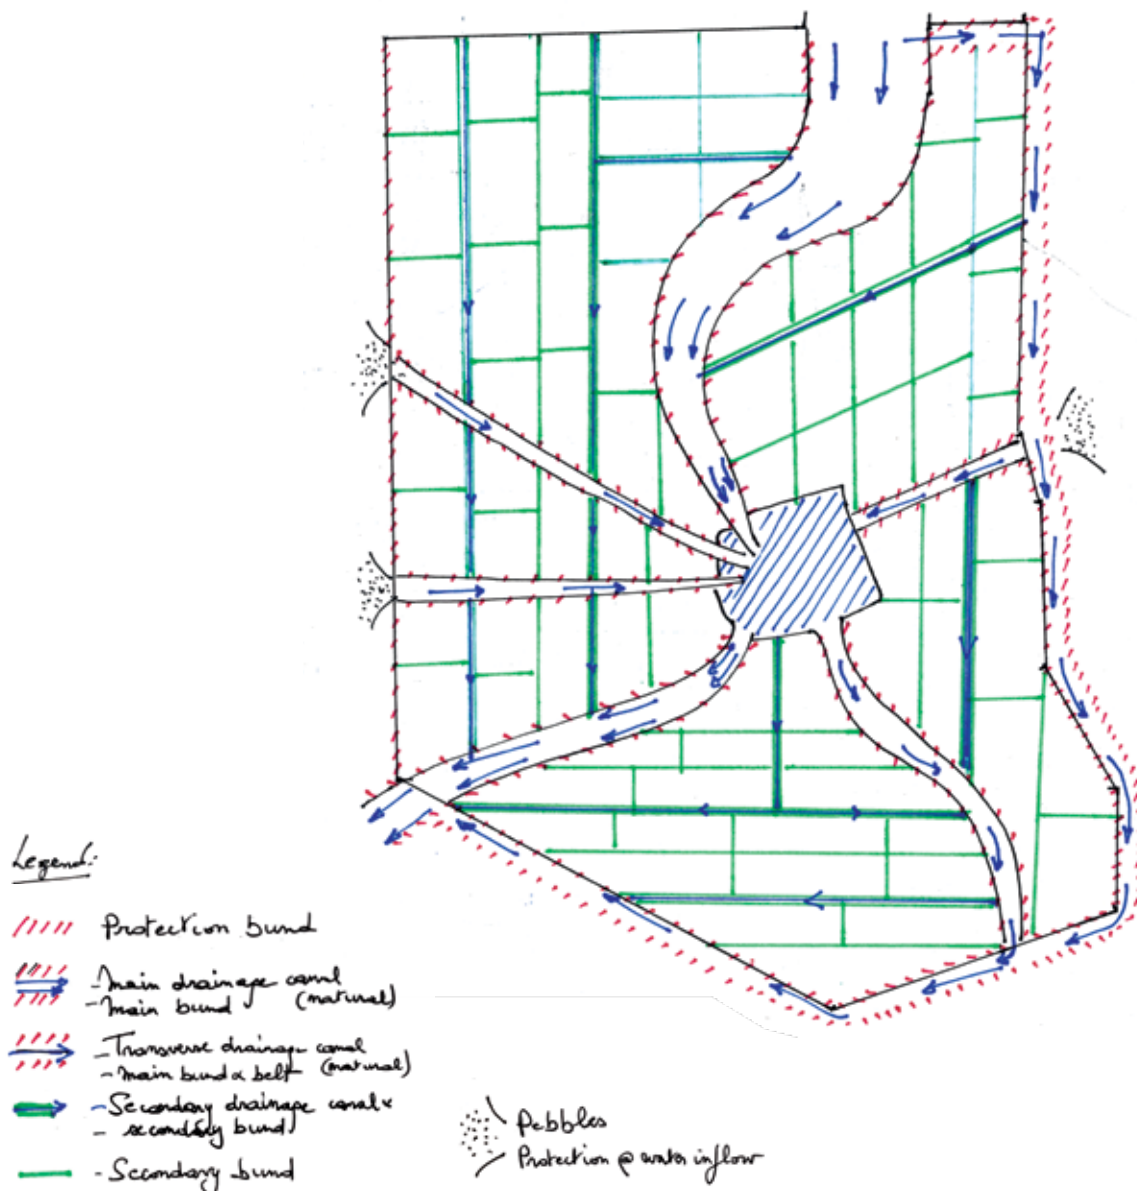 Legend:
Protection bund
- Main drainage canal
- Main bund (natural)
- Transverse drainage canal
- main bund & belt (natural)
- Secondary drainage canal &
- secondary bund
- Secondary bund
Pebbles
Protection @ water inflow